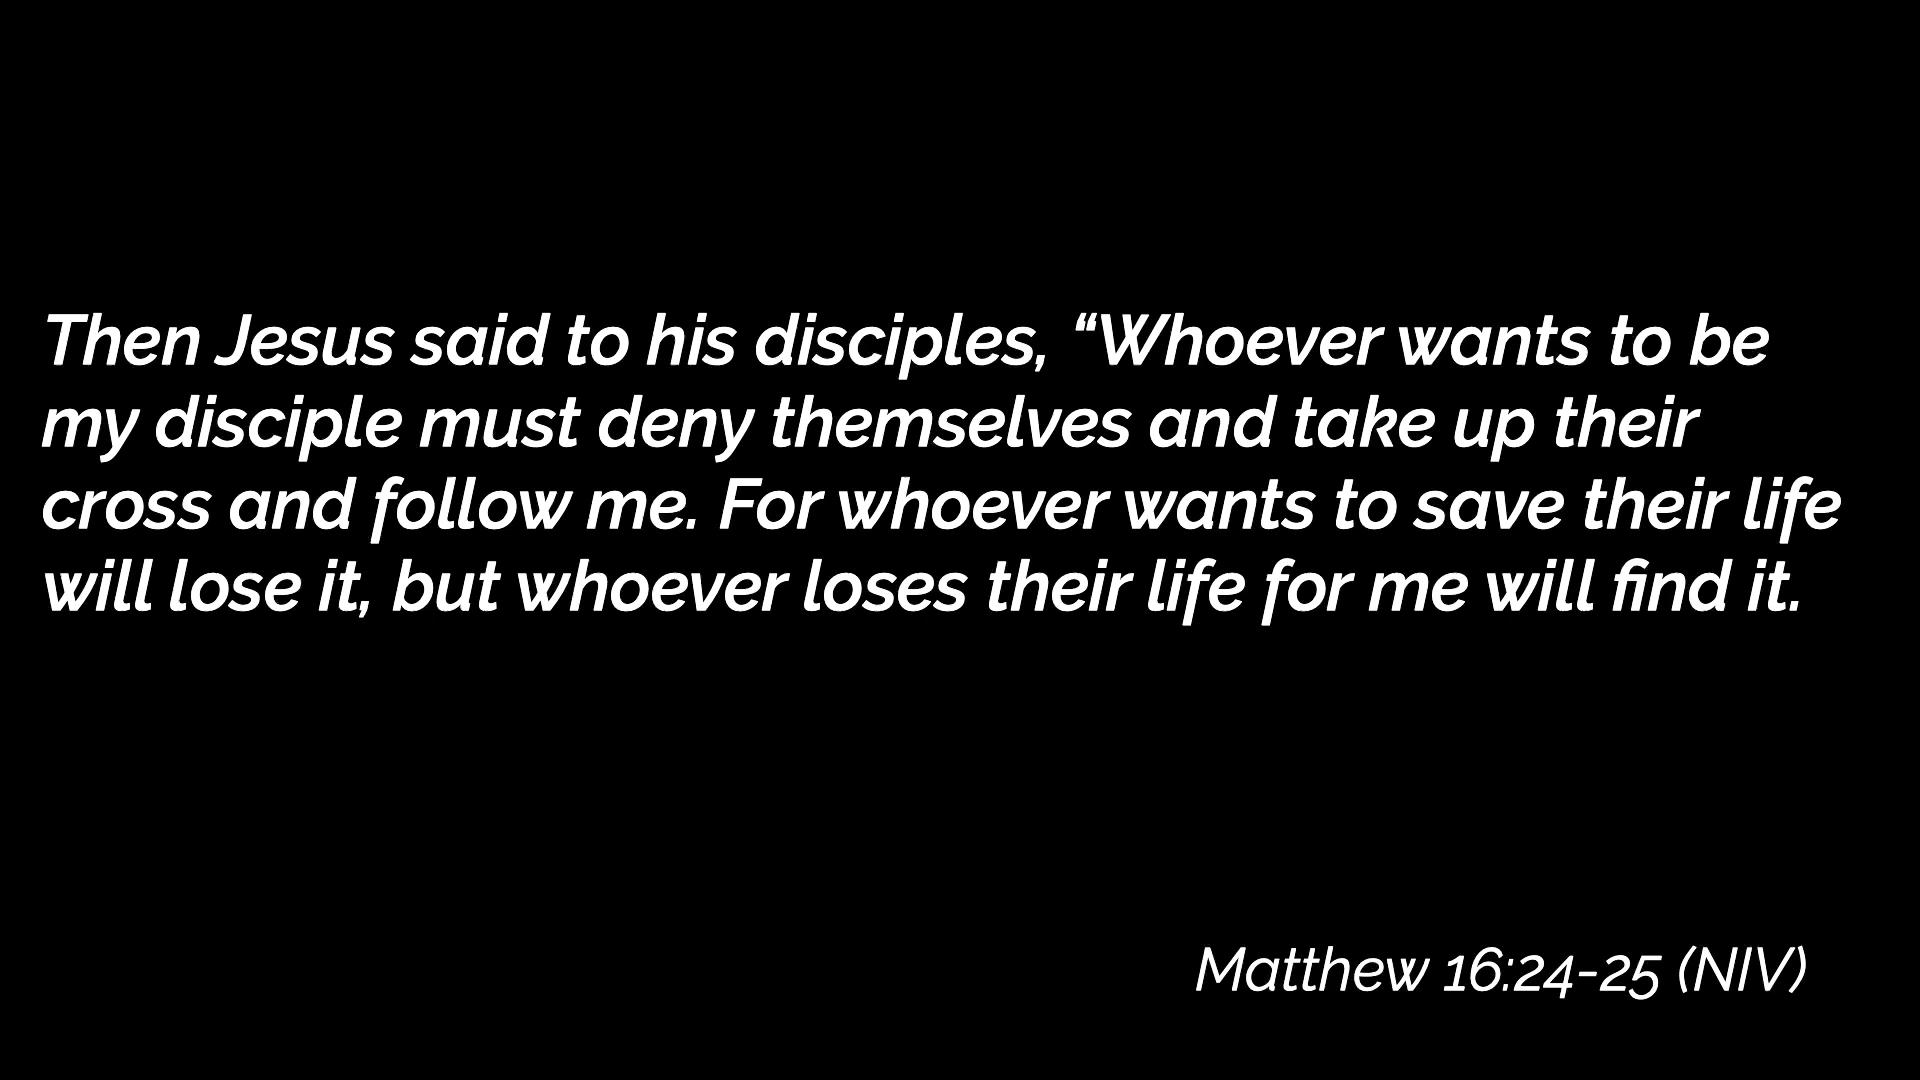 Then Jesus said to his disciples, “Whoever wants to be
my disciple must deny themselves and take up their
cross and follow me. For whoever wants to save their life
will lose it, but whoever loses their life for me will find it.
Matthew 16:24-25 (NIV)